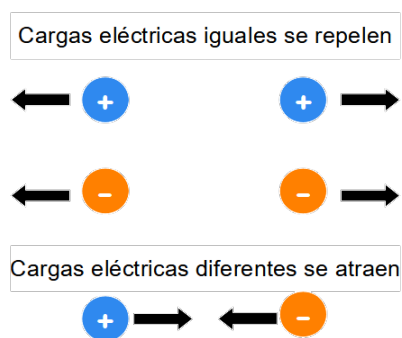 Cargas eléctricas iguales se repelen
+ +
- -
Cargas eléctricas diferentes se atraen
+ -